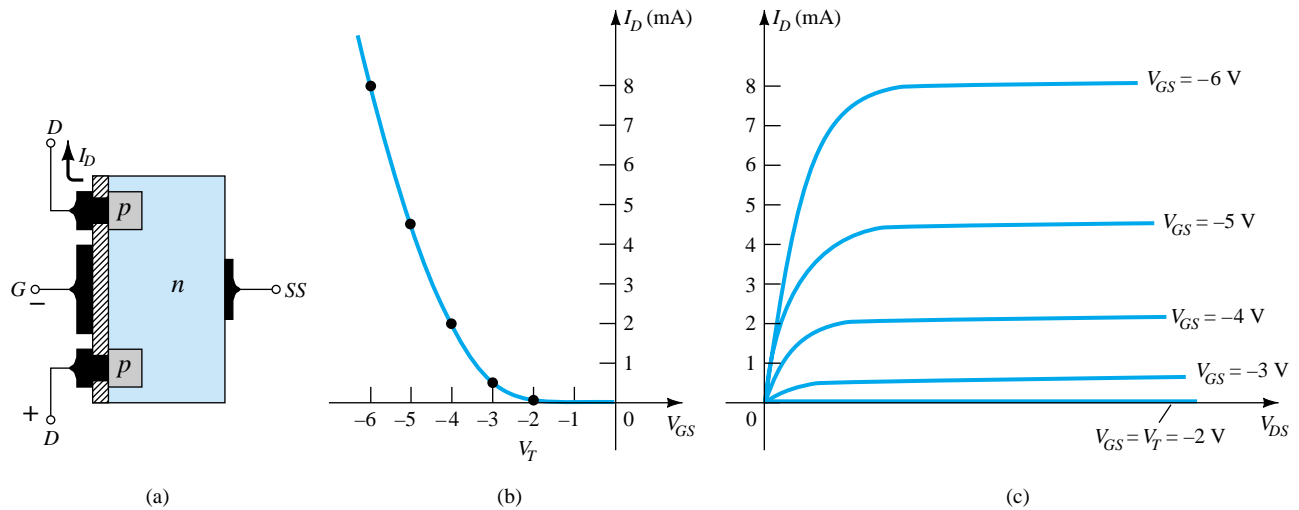 D
I_D
p
G
–
n
SS
p
+
D
(a)
I_D (mA)
8
7
6
5
4
3
2
1
–6 –5 –4 –3 –2 –1 0 V_GS
V_T
(b)
I_D (mA)
8
7
6
5
4
3
2
1
0
V_GS = –6 V
V_GS = –5 V
V_GS = –4 V
V_GS = –3 V
V_GS = V_T = –2 V
V_DS
(c)